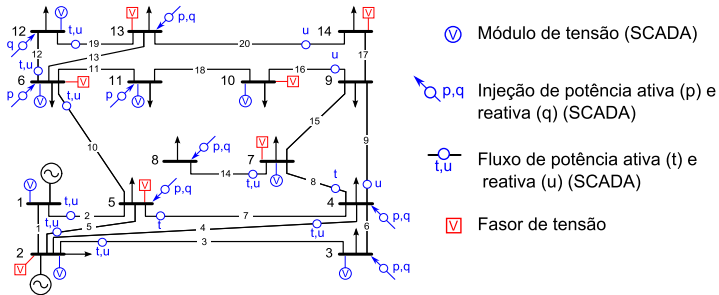 V p,q V V
12 t,u 13 14
q 19 20 u 17
12 13 u
t,u
6 V 11 18 10 V 16 9
p V t,u p V
15 9
10 V p,q V
8 7
14 t,u V 8 t
V t,u V p,q u
1 5 4
2 t 7 p,q
1 t,u 5 4 t,u 6
3
2 t,u 3
V V V p,q
V Módulo de tensão (SCADA)
p,q Injeção de potência ativa (p) e
reativa (q) (SCADA)
t,u Fluxo de potência ativa (t) e
reativa (u) (SCADA)
V Fasor de tensão